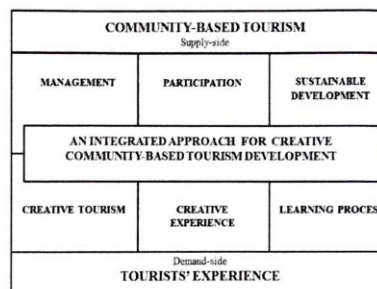 COMMUNITY-BASED TOURISM
Supply-side
MANAGEMENT
PARTICIPATION
SUSTAINABLE
DEVELOPMENT
AN INTEGRATED APPROACH FOR CREATIVE
COMMUNITY-BASED TOURISM DEVELOPMENT
CREATIVE TOURISM
CREATIVE
EXPERIENCE
LEARNING PROCES
Demand-side
TOURISTS' EXPERIENCE